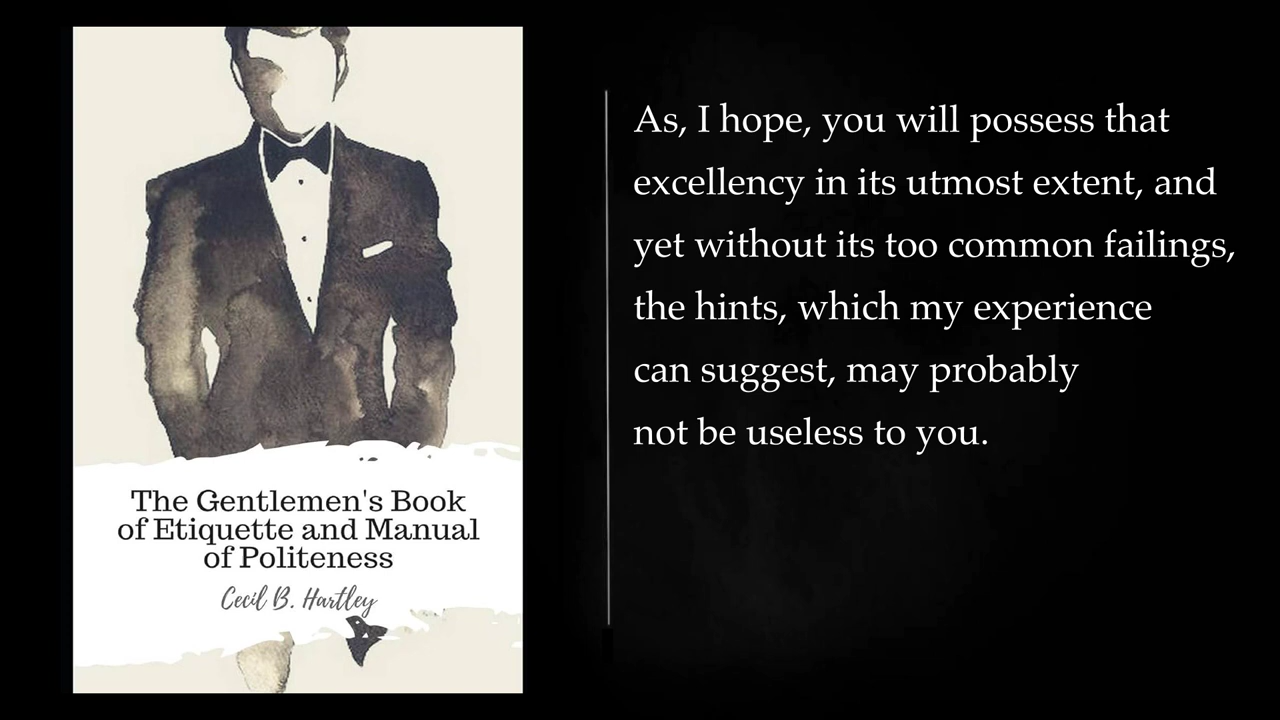 The Gentlemen's Book
of Etiquette and Manual
of Politeness
Cecil B. Hartley
As, I hope, you will possess that
excellency in its utmost extent, and
yet without its too common failings,
the hints, which my experience
can suggest, may probably
not be useless to you.